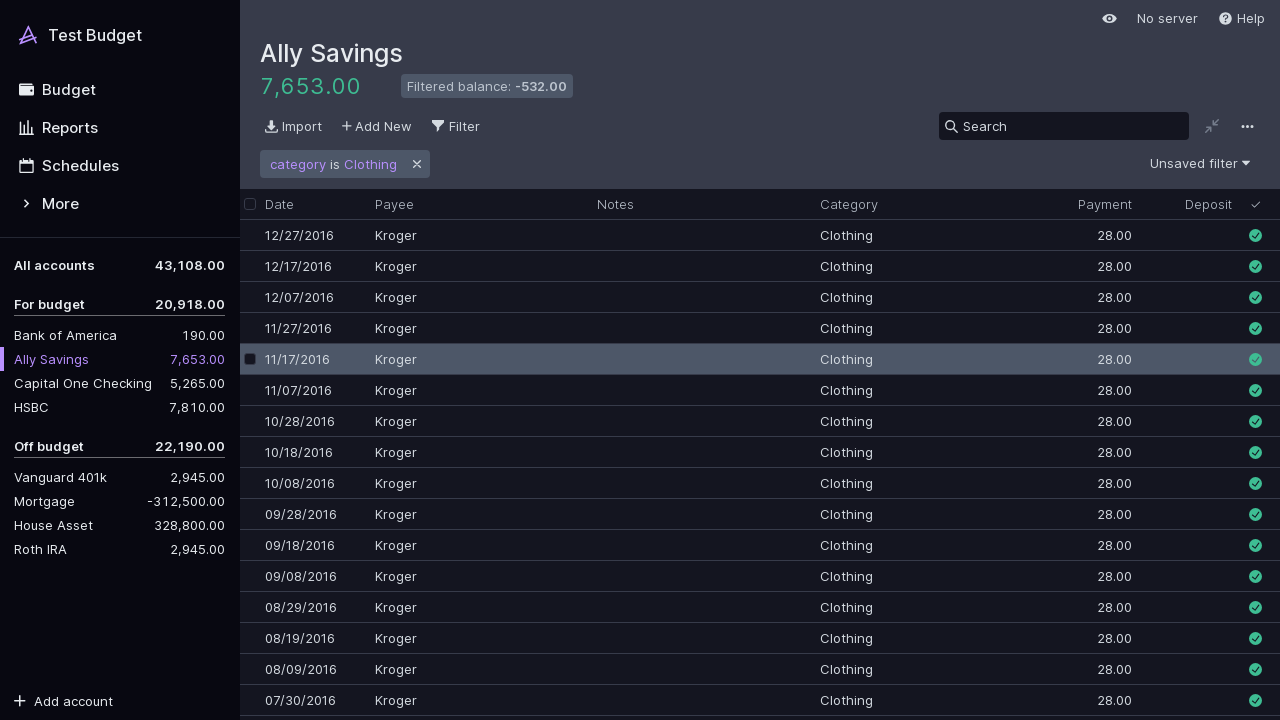 Test Budget
Budget
Reports
Schedules
More
All accounts 43,108.00
For budget 20,918.00
Bank of America 190.00
Ally Savings 7,653.00
Capital One Checking 5,265.00
HSBC 7,810.00
Off budget 22,190.00
Vanguard 401k 2,945.00
Mortgage -312,500.00
House Asset 328,800.00
Roth IRA 2,945.00
Add account
No server Help
Ally Savings
7,653.00 Filtered balance: -532.00
Import Add New Filter Search
category is Clothing Unsaved filter
Date Payee Notes Category Payment Deposit
12/27/2016 Kroger Clothing 28.00
12/17/2016 Kroger Clothing 28.00
12/07/2016 Kroger Clothing 28.00
11/27/2016 Kroger Clothing 28.00
11/17/2016 Kroger Clothing 28.00
11/07/2016 Kroger Clothing 28.00
10/28/2016 Kroger Clothing 28.00
10/18/2016 Kroger Clothing 28.00
10/08/2016 Kroger Clothing 28.00
09/28/2016 Kroger Clothing 28.00
09/18/2016 Kroger Clothing 28.00
09/08/2016 Kroger Clothing 28.00
08/29/2016 Kroger Clothing 28.00
08/19/2016 Kroger Clothing 28.00
08/09/2016 Kroger Clothing 28.00
07/30/2016 Kroger Clothing 28.00